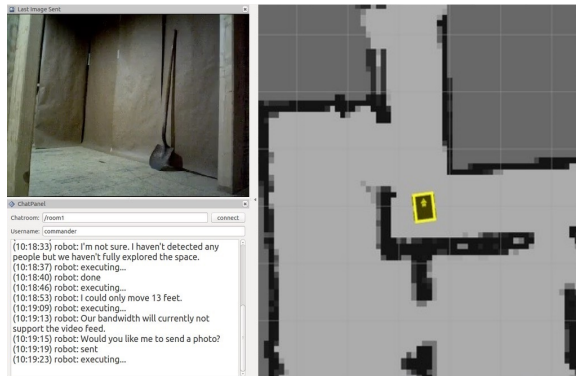 Last Image Sent
ChatPanel
Chatroom: /room1 connect
Username: commander
(10:18:33) robot: I'm not sure. I haven't detected any
people but we haven't fully explored the space.
(10:18:37) robot: executing...
(10:18:40) robot: done
(10:18:46) robot: executing...
(10:18:53) robot: I could only move 13 feet.
(10:19:09) robot: executing...
(10:19:13) robot: Our bandwidth will currently not
support the video feed.
(10:19:15) robot: Would you like me to send a photo?
(10:19:19) robot: sent
(10:19:23) robot: executing...